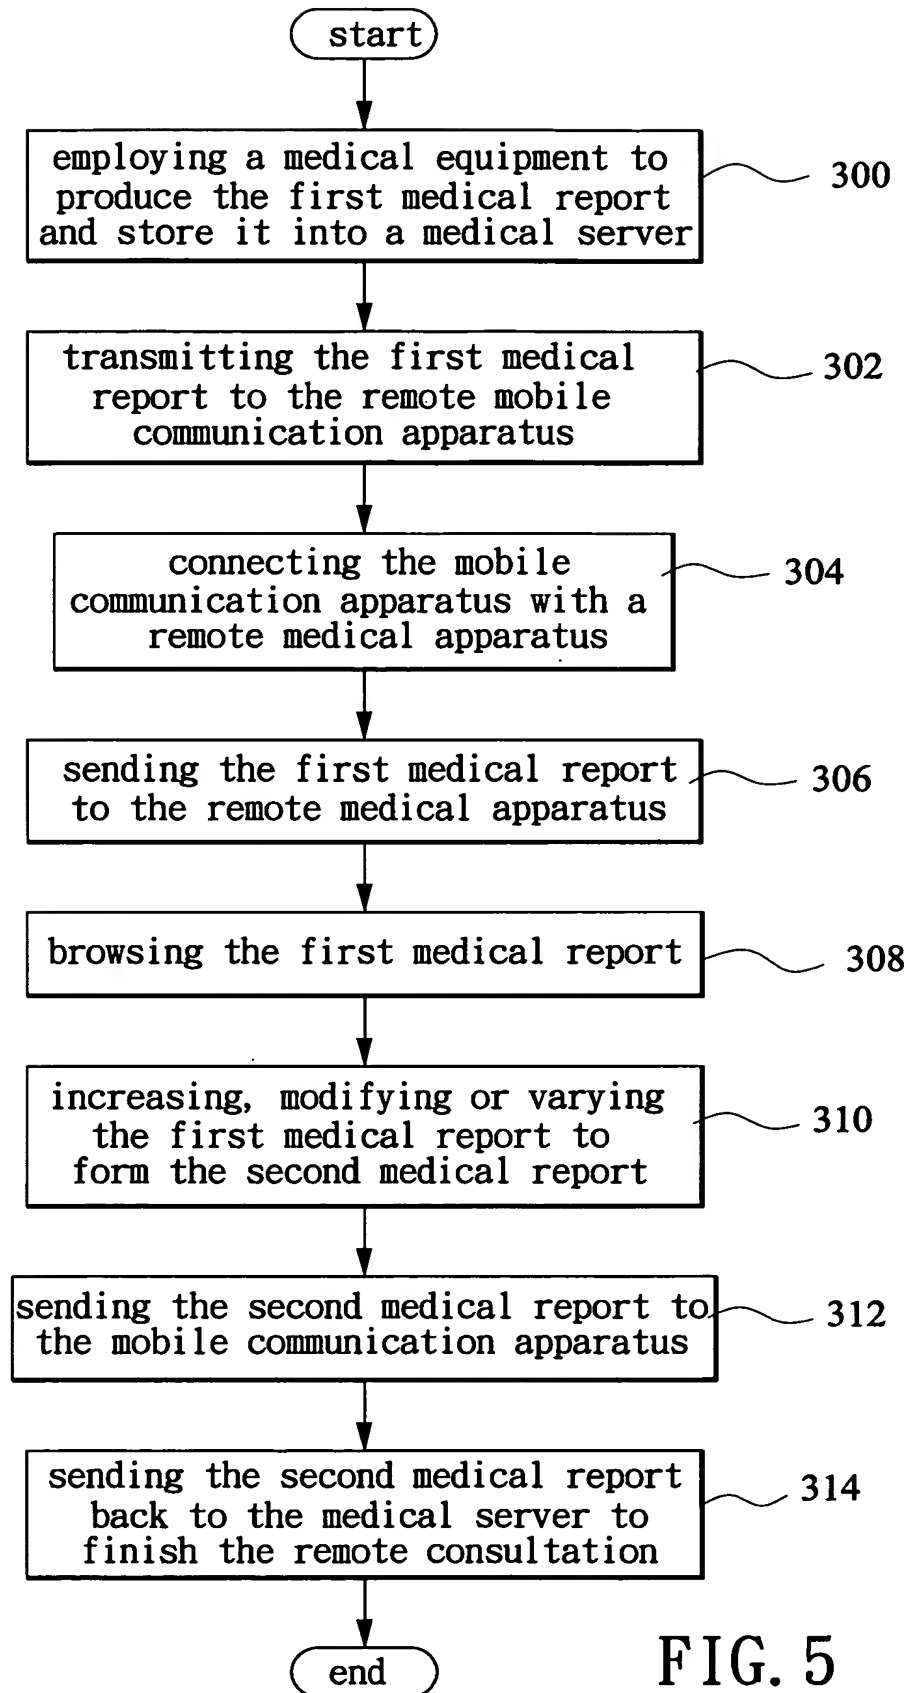 start
employing a medical equipment to
produce the first medical report
and store it into a medical server
300
transmitting the first medical
report to the remote mobile
communication apparatus
302
connecting the mobile
communication apparatus with a
remote medical apparatus
304
sending the first medical report
to the remote medical apparatus
306
browsing the first medical report
308
increasing, modifying or varying
the first medical report to
form the second medical report
310
sending the second medical report to
the mobile communication apparatus
312
sending the second medical report
back to the medical server to
finish the remote consultation
314
end
FIG. 5